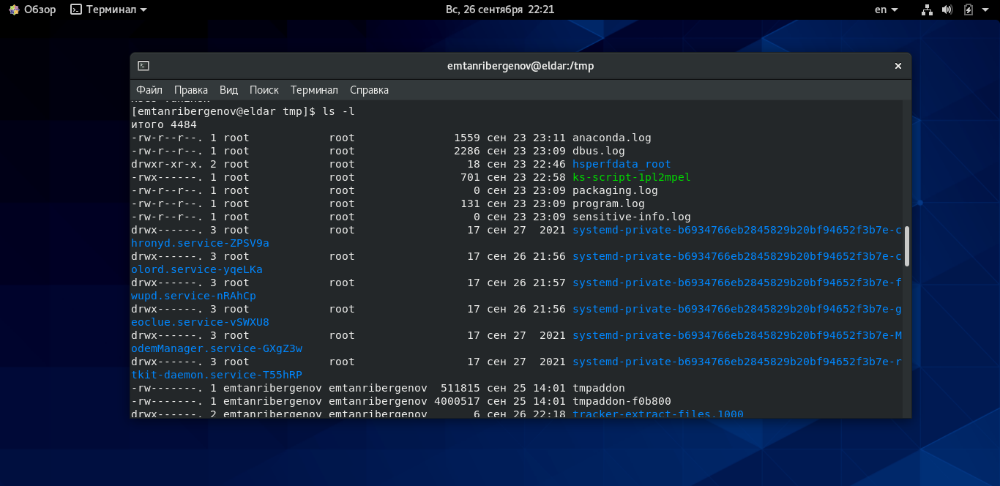 Обзор Терминал Вс, 26 сентября 22:21 en
emtanribergenov@eldar:/tmp
Файл Правка Вид Поиск Терминал Справка
[emtanribergenov@eldar tmp]$ ls -l
итого 4484
-rw-r--r--. 1 root            root               1559 сен 23 23:11 anaconda.log
-rw-r--r--. 1 root            root               2286 сен 23 23:09 dbus.log
drwxr-xr-x. 2 root            root                 18 сен 23 22:46 hsperfdata_root
-rwx------. 1 root            root                701 сен 23 22:58 ks-script-1pl2mpel
-rw-r--r--. 1 root            root                  0 сен 23 23:09 packaging.log
-rw-r--r--. 1 root            root                131 сен 23 23:09 program.log
-rw-r--r--. 1 root            root                  0 сен 23 23:09 sensitive-info.log
drwx------. 3 root            root                 17 сен 27  2021 systemd-private-b6934766eb2845829b20bf94652f3b7e-c
hronyd.service-ZPSV9a
drwx------. 3 root            root                 17 сен 26 21:56 systemd-private-b6934766eb2845829b20bf94652f3b7e-c
olord.service-yqeLKa
drwx------. 3 root            root                 17 сен 26 21:57 systemd-private-b6934766eb2845829b20bf94652f3b7e-f
wupd.service-nRAhCp
drwx------. 3 root            root                 17 сен 26 21:56 systemd-private-b6934766eb2845829b20bf94652f3b7e-g
eoclue.service-vSWXU8
drwx------. 3 root            root                 17 сен 27  2021 systemd-private-b6934766eb2845829b20bf94652f3b7e-M
odemManager.service-GXgZ3w
drwx------. 3 root            root                 17 сен 27  2021 systemd-private-b6934766eb2845829b20bf94652f3b7e-r
tkit-daemon.service-T55hRP
-rw-------. 1 emtanribergenov emtanribergenov  511815 сен 25 14:01 tmpaddon
-rw-------. 1 emtanribergenov emtanribergenov 4000517 сен 25 14:01 tmpaddon-f0b800
drwx------. 2 emtanribergenov emtanribergenov       6 сен 26 22:18 tracker-extract-files.1000